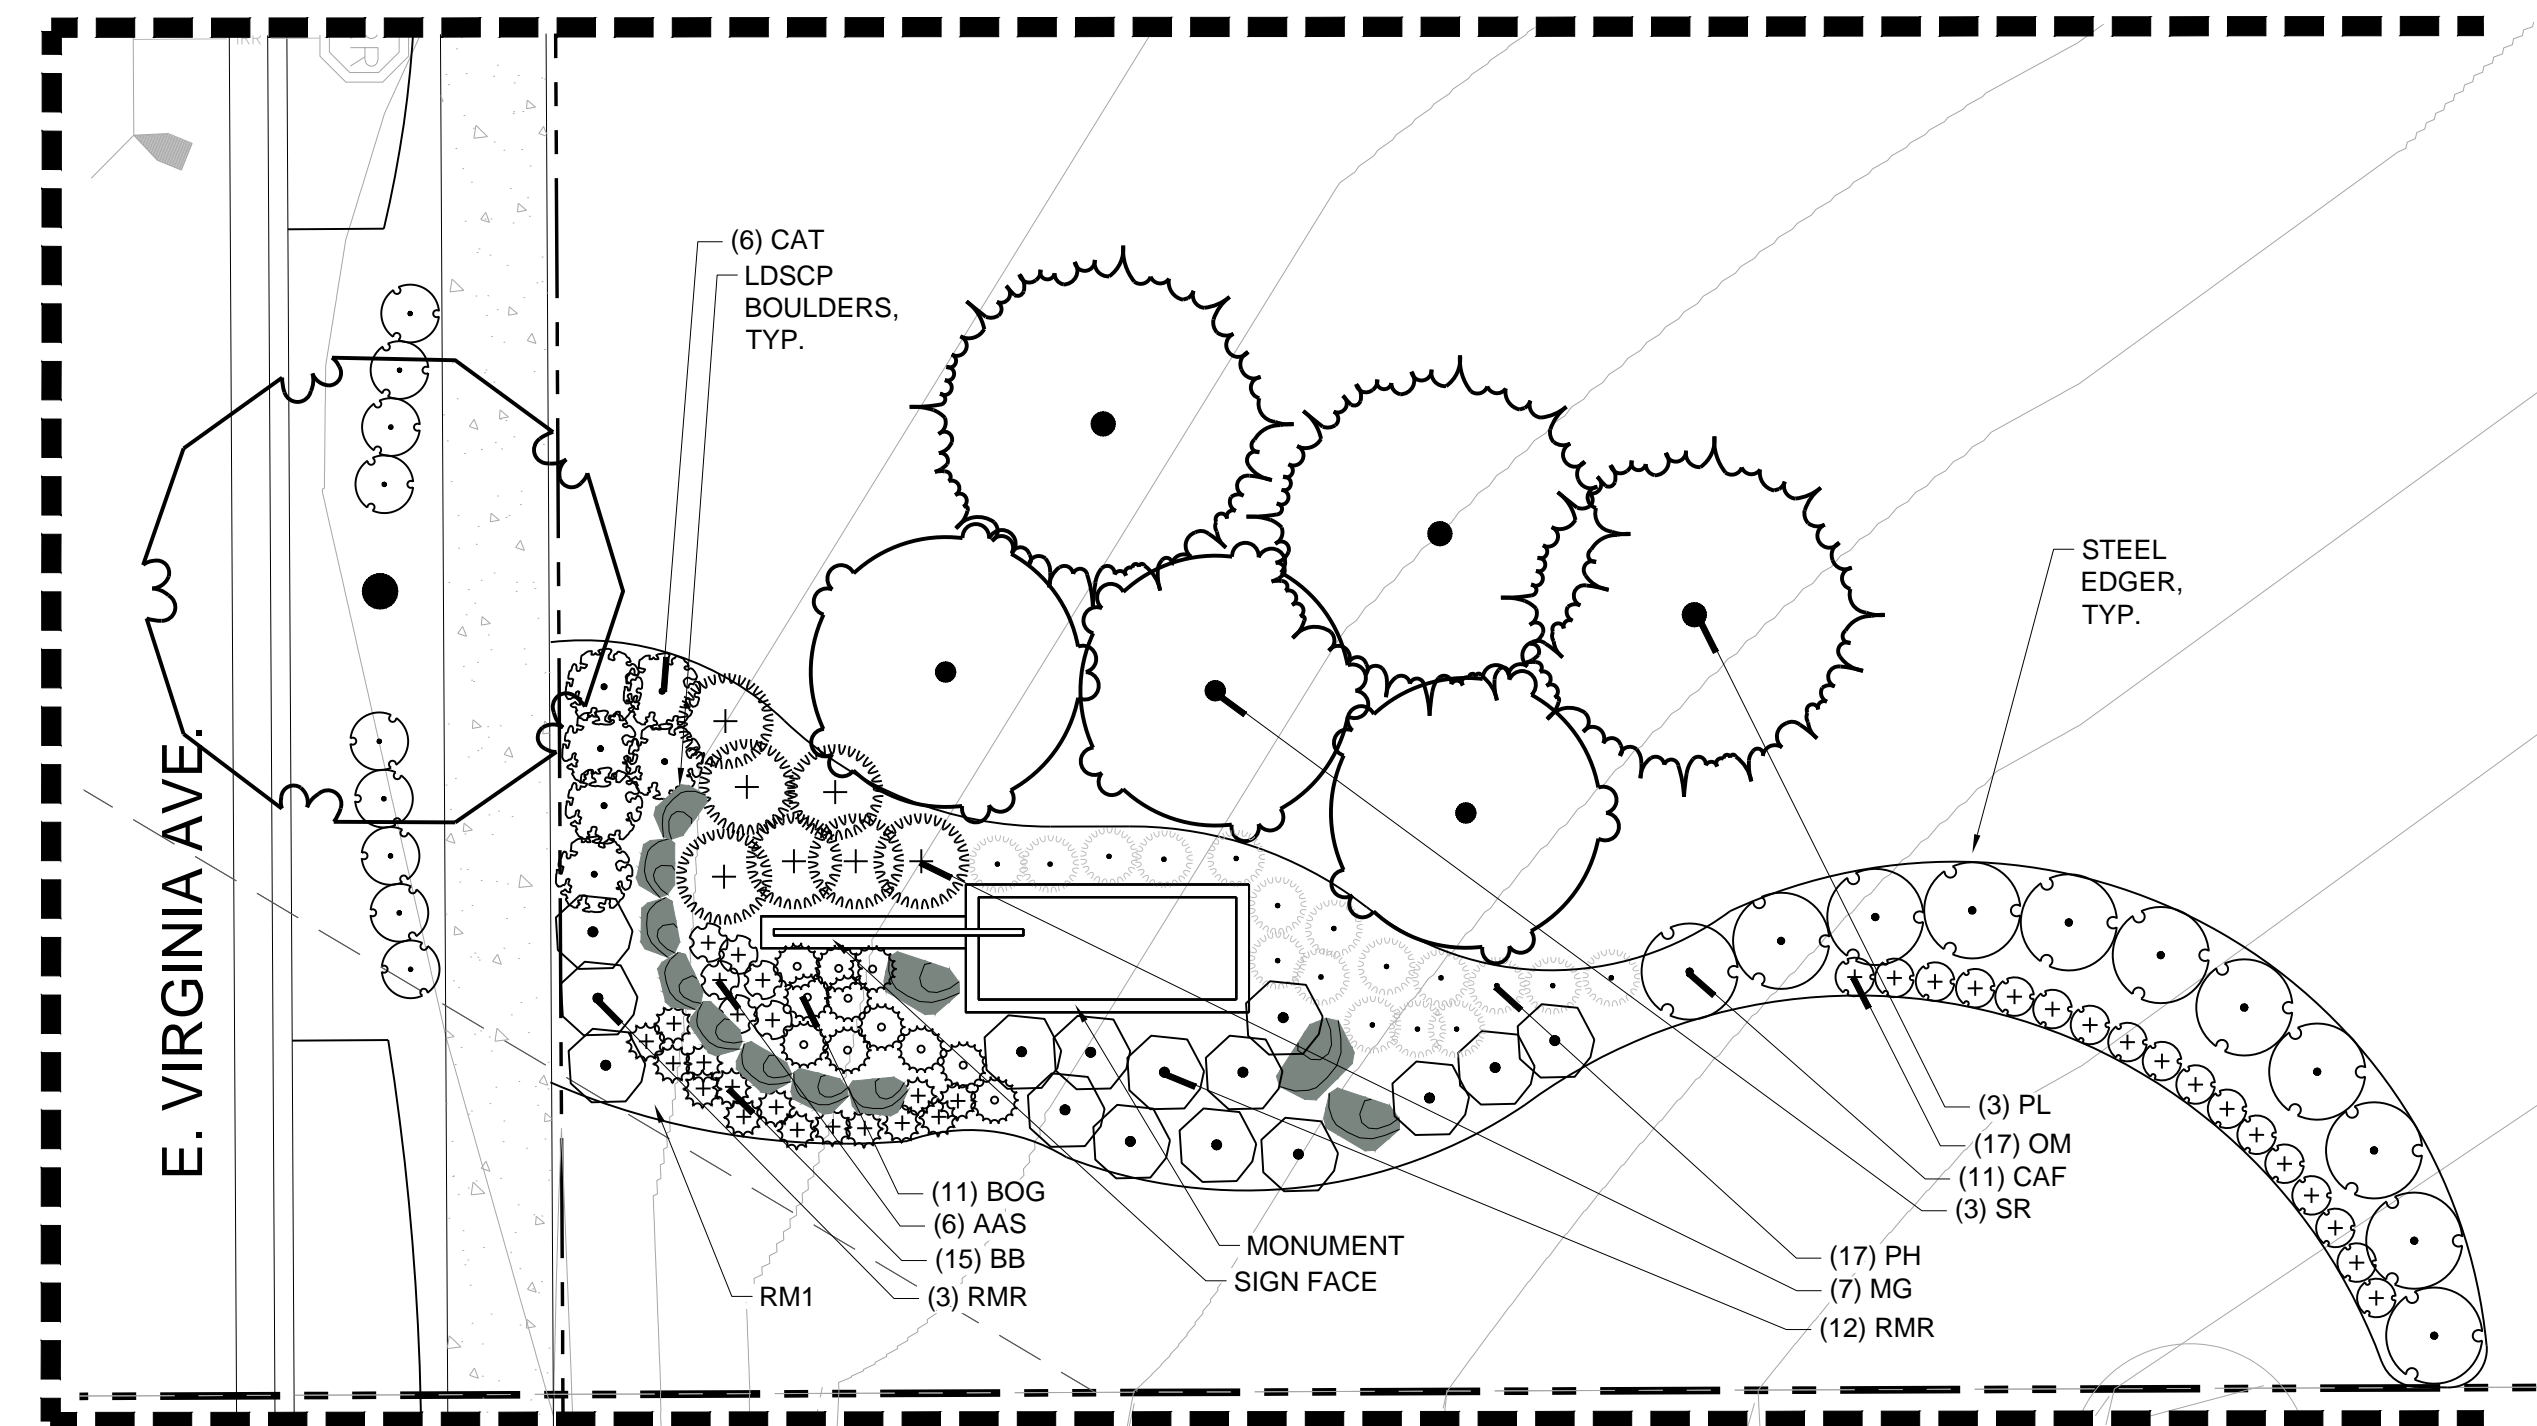 IRR
R
(6) CAT
LDSCP
BOULDERS,
TYP.
STEEL
EDGER,
TYP.
E. VIRGINIA AVE.
(3) PL
(17) OM
(11) CAF
(3) SR
(11) BOG
(6) AAS
(15) BB
(3) RMR
RM1
MONUMENT
SIGN FACE
(17) PH
(7) MG
(12) RMR